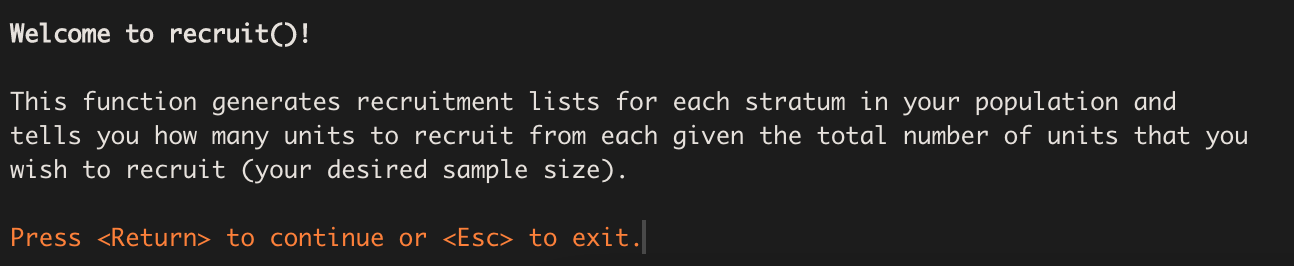 Welcome to recruit()!
This function generates recruitment lists for each stratum in your population and
tells you how many units to recruit from each given the total number of units that you
wish to recruit (your desired sample size).
Press <Return> to continue or <Esc> to exit.